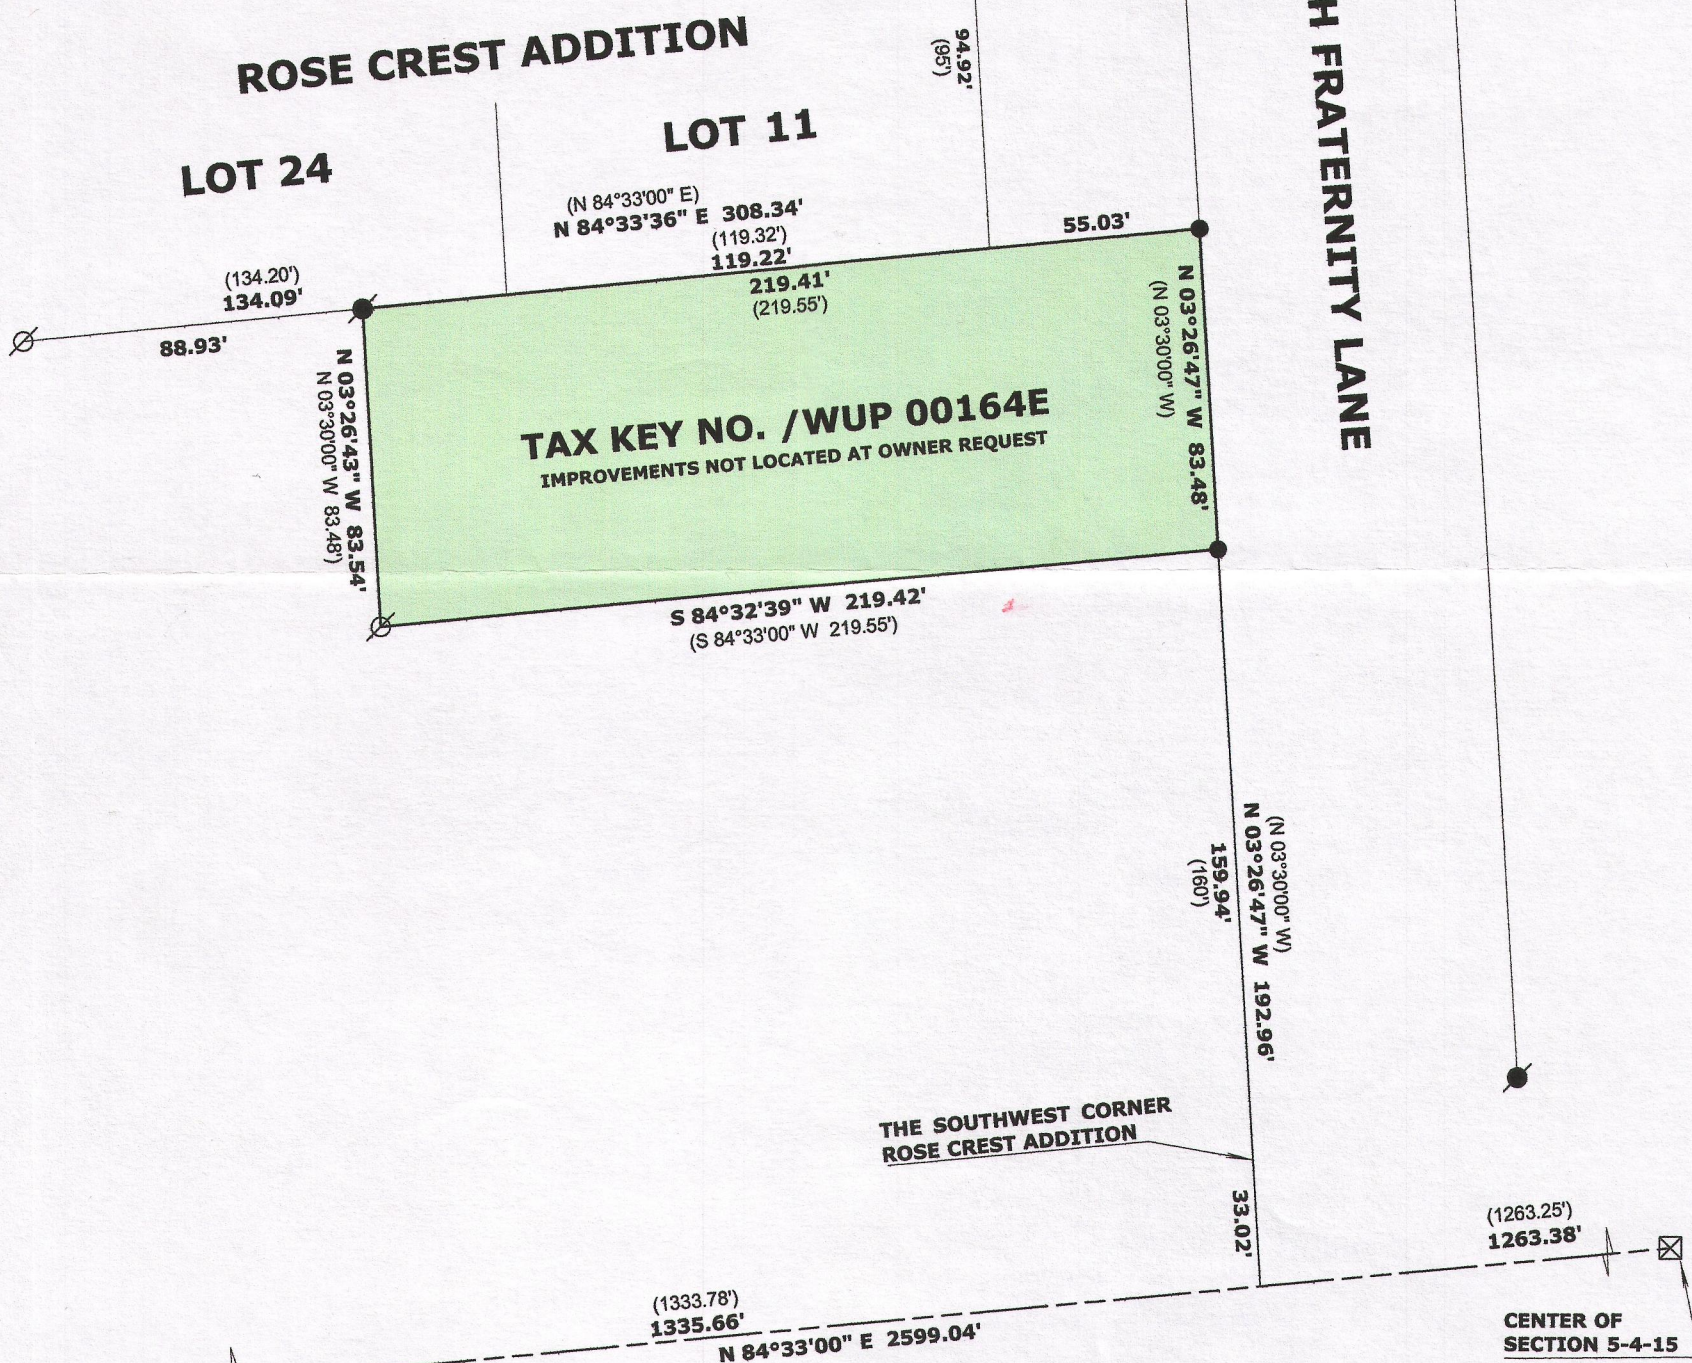 ROSE CREST ADDITION
94.92'
(95')
H FRATERNITY LANE
LOT 11
LOT 24
(N 84°33'00" E)
N 84°33'36" E 308.34'
(119.32')
119.22'
55.03'
(134.20')
134.09'
219.41'
(219.55')
88.93'
N 03°26'47" W 83.48'
(N 03°30'00" W)
N 03°26'43" W 83.54'
N 03°30'00" W 83.48')
TAX KEY NO. /WUP 00164E
IMPROVEMENTS NOT LOCATED AT OWNER REQUEST
S 84°32'39" W 219.42'
(S 84°33'00" W 219.55')
(N 03°30'00" W)
N 03°26'47" W 192.96'
159.94'
(160')
THE SOUTHWEST CORNER
ROSE CREST ADDITION
33.02'
(1263.25')
1263.38'
(1333.78')
1335.66'
N 84°33'00" E 2599.04'
CENTER OF
SECTION 5-4-15